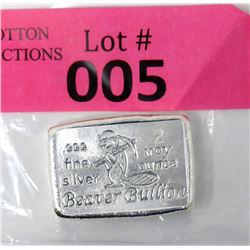 OTTON
CTIONS
Lot #
005
.999
fine
silver
2
troy
ounces
Beaver Bullion